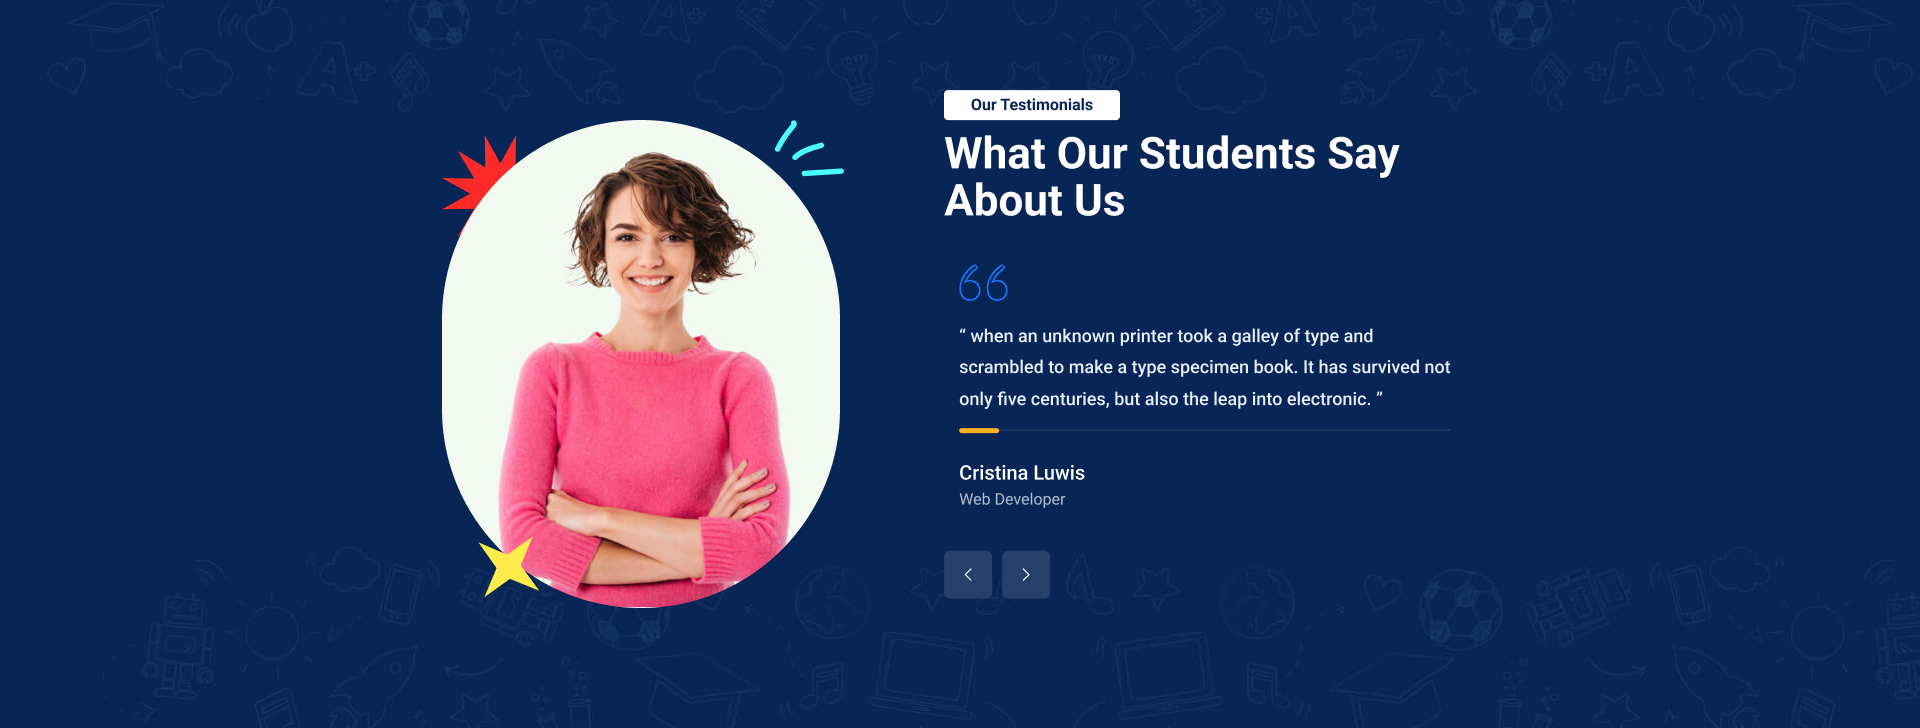 Our Testimonials
What Our Students Say
About Us
“ when an unknown printer took a galley of type and
scrambled to make a type specimen book. It has survived not
only five centuries, but also the leap into electronic. ”
Cristina Luwis
Web Developer